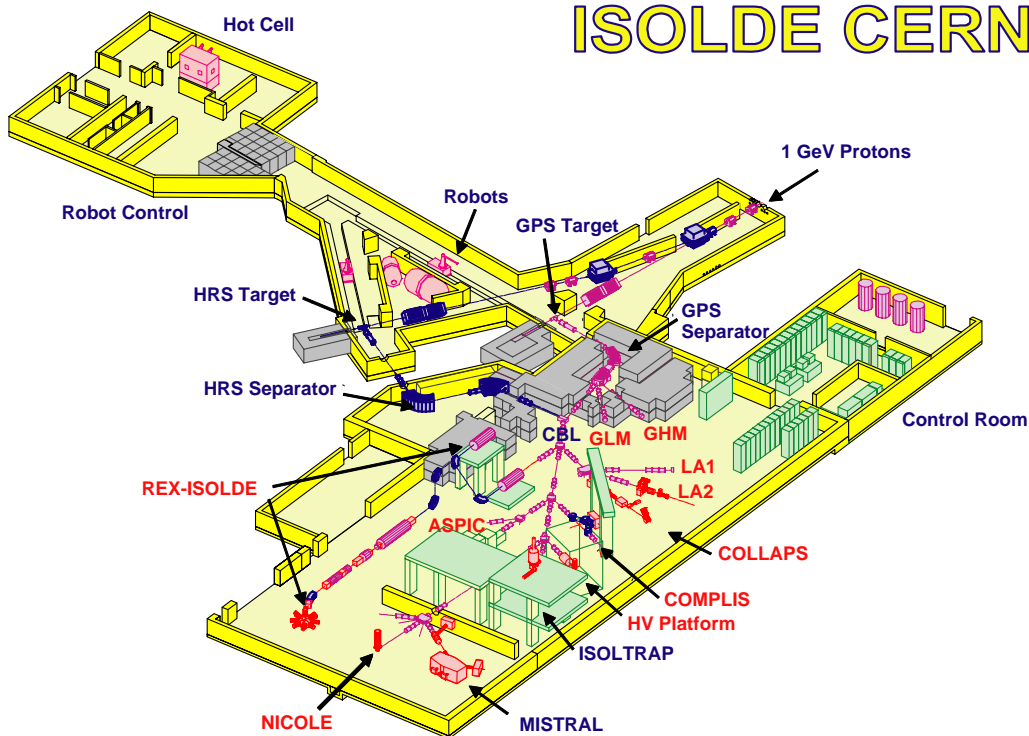 ISOLDE CERN
Hot Cell
1 GeV Protons
Robots
Robot Control
GPS Target
HRS Target
GPS
Separator
HRS Separator
Control Room
CBL
GLM
GHM
LA1
REX-ISOLDE
LA2
ASPIC
COLLAPS
COMPLIS
HV Platform
ISOLTRAP
NICOLE
MISTRAL